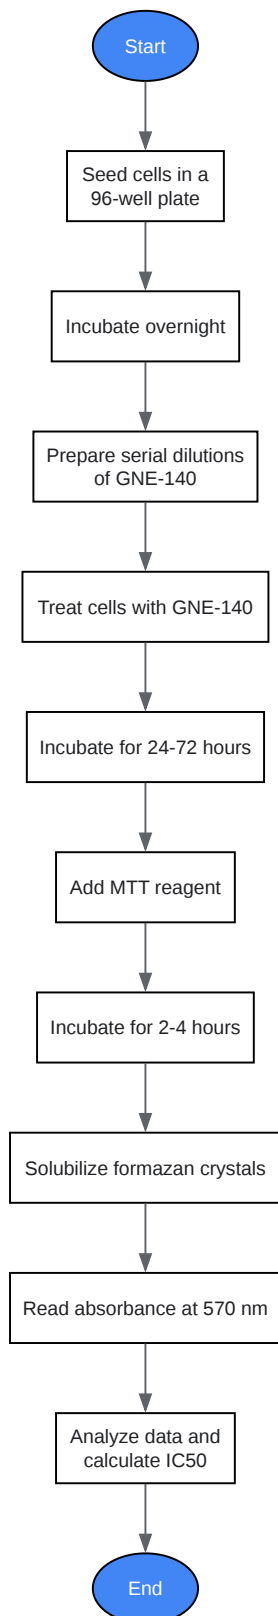 Start
Seed cells in a
96-well plate
Incubate overnight
Prepare serial dilutions
of GNE-140
Treat cells with GNE-140
Incubate for 24-72 hours
Add MTT reagent
Incubate for 2-4 hours
Solubilize formazan crystals
Read absorbance at 570 nm
Analyze data and
calculate IC50
End